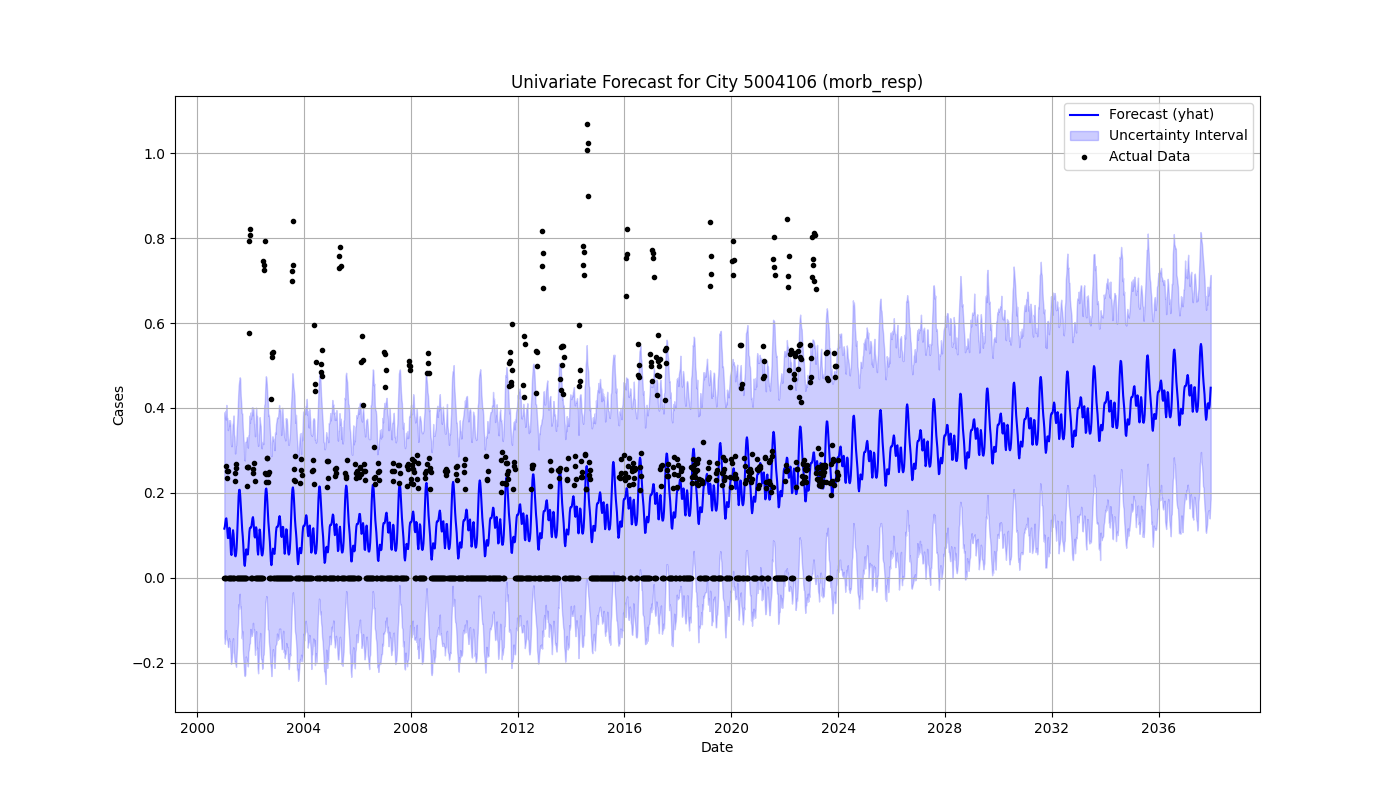 Univariate Forecast for City 5004106 (morb_resp)
Forecast (yhat)
Uncertainty Interval
Actual Data
Cases
1.0
0.8
0.6
0.4
0.2
0.0
−0.2
2000 2004 2008 2012 2016 2020 2024 2028 2032 2036
Date